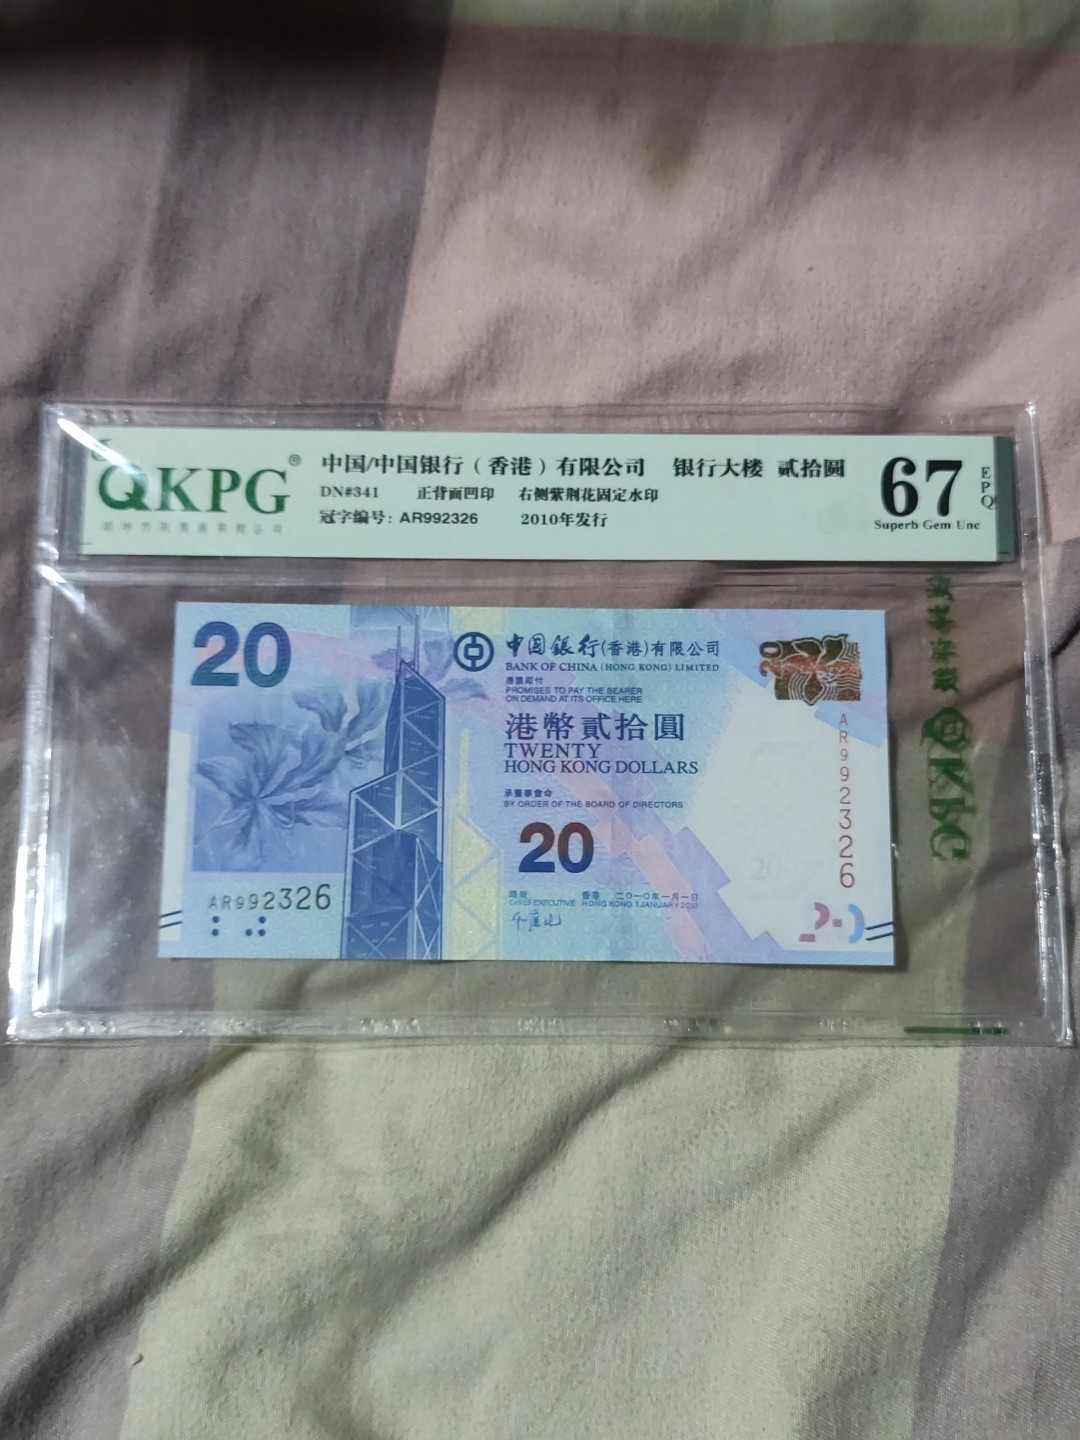 QKPG®
中国/中国银行（香港）有限公司 银行大楼 贰拾圆
DN#341 正背面凹印 右侧紫荆花固定水印
冠字编号: AR992326 2010年发行
67
EPQ
Superb Gem Unc
20
中国銀行(香港)有限公司
BANK OF CHINA (HONG KONG) LIMITED
憑票即付
PROMISES TO PAY THE BEARER
ON DEMAND AT ITS OFFICE HERE
港幣貳拾圓
TWENTY
HONG KONG DOLLARS
承董事會命
BY ORDER OF THE BOARD OF DIRECTORS
20
總裁 香港 二〇一〇年一月一日
CHIEF EXECUTIVE HONG KONG 1 JANUARY 2010
AR992326
20
AR992326
20
QKPG